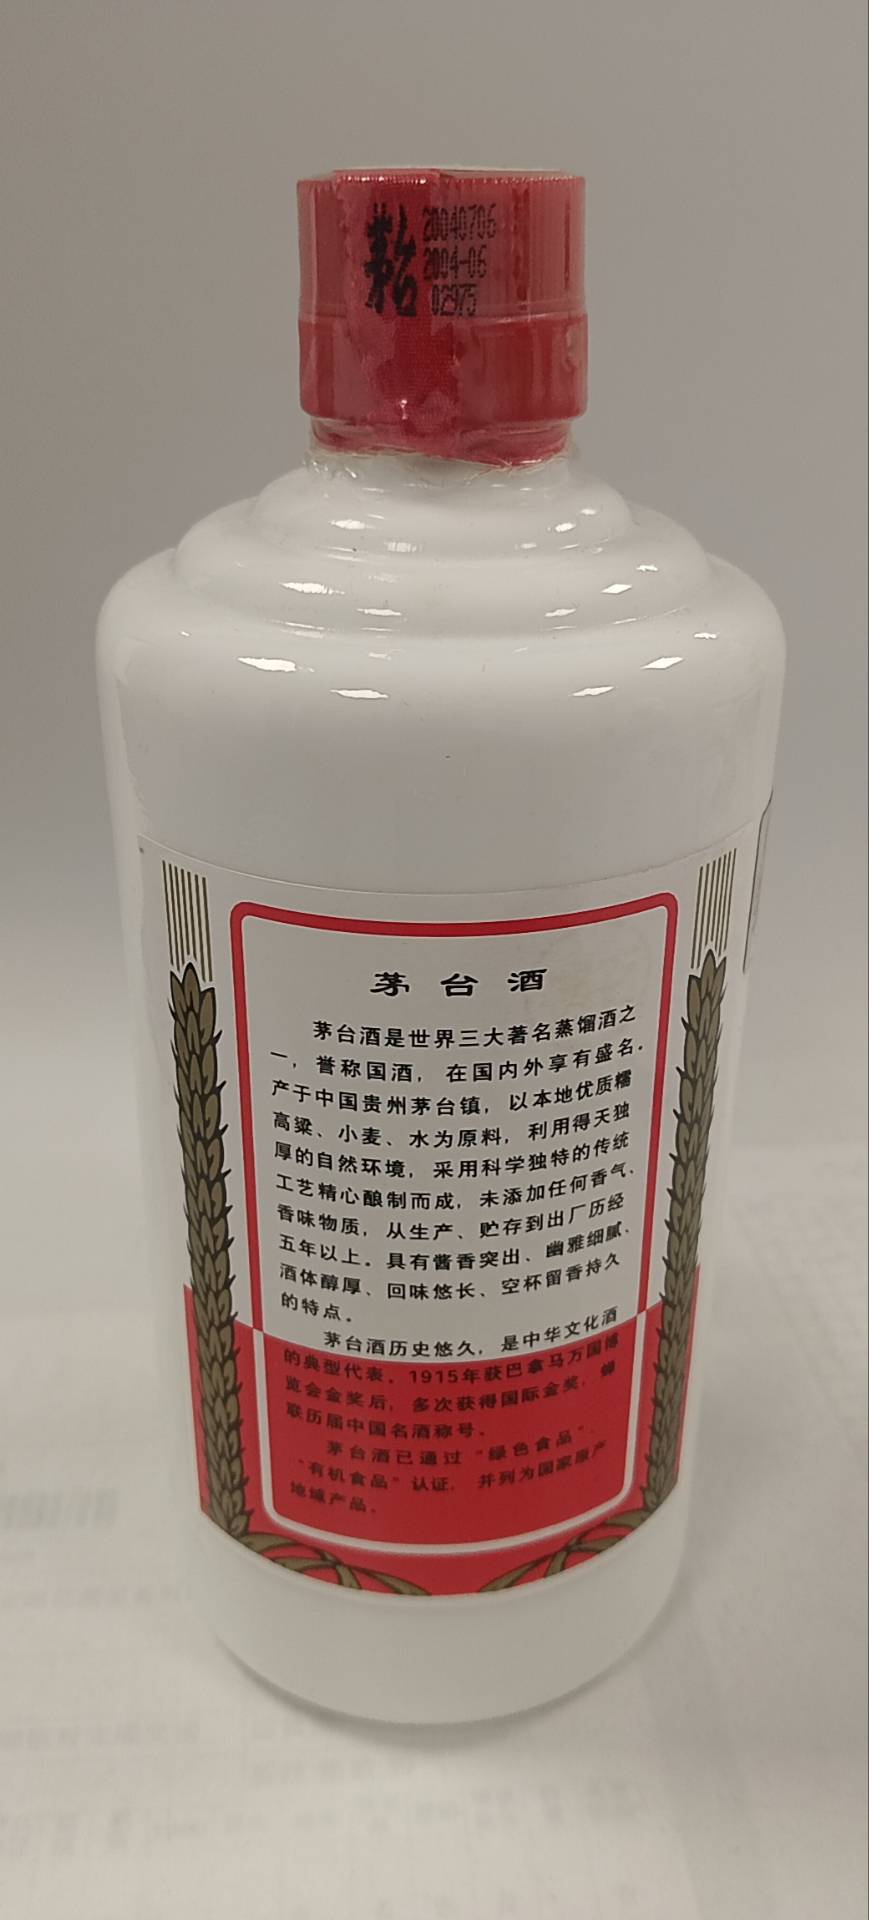 茅台
20040706
2004-06
02975
茅台酒
茅台酒是世界三大著名蒸馏酒之
一，誉称国酒，在国内外享有盛名。
产于中国贵州茅台镇，以本地优质糯
高粱、小麦、水为原料，利用得天独
厚的自然环境，采用科学独特的传统
工艺精心酿制而成，未添加任何香气、
香味物质，从生产、贮存到出厂历经
五年以上。具有酱香突出、幽雅细腻、
酒体醇厚、回味悠长、空杯留香持久
的特点。
茅台酒历史悠久，是中华文化酒
的典型代表。1915年获巴拿马万国博
览会金奖后，多次获得国际金奖，蝉
联历届中国名酒称号。
茅台酒已通过“绿色食品”、
“有机食品”认证，并列为国家原产
地域产品。